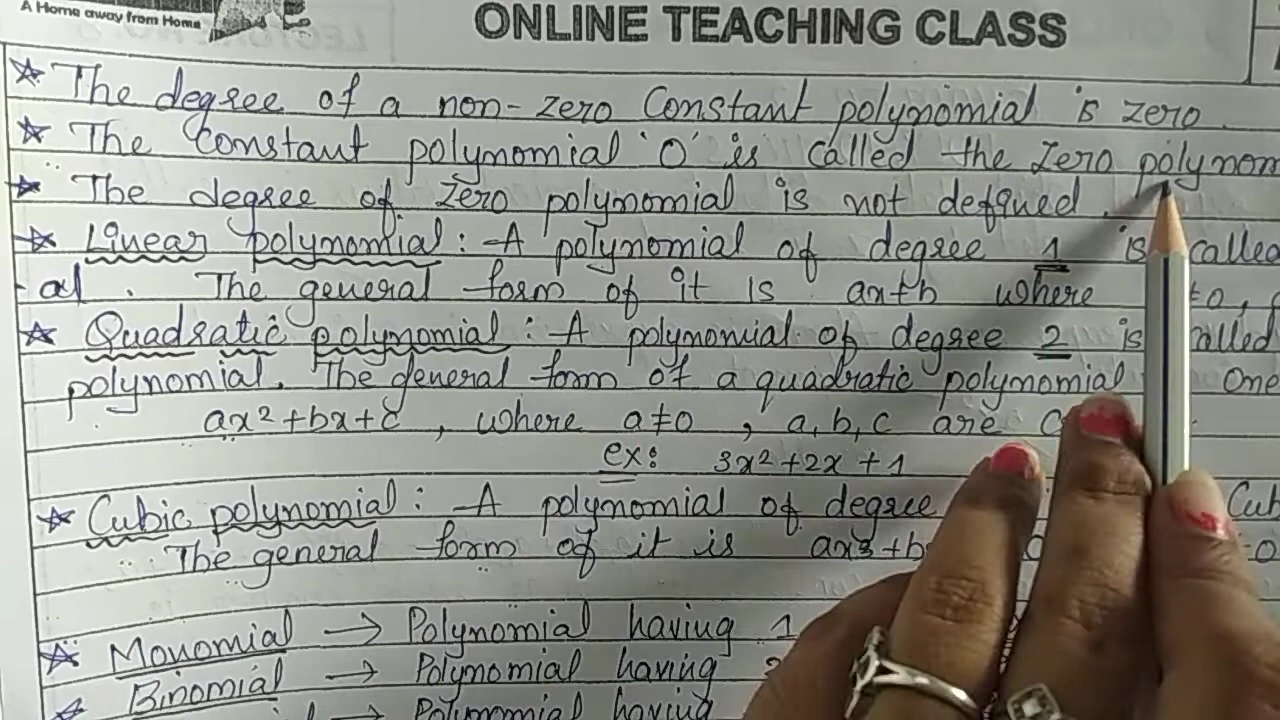 A Home away from Home
ONLINE TEACHING CLASS
☆ The degree of a non-zero Constant polynomial is zero.
☆ The constant polynomial '0' is called the zero polynom
☆ The degree of zero polynomial is not defined.
☆ Linear polynomial : - A polynomial of degree 1 is called
al . The general form of it is ax+b where ≠0,
☆ Quadratic polynomial : - A polynomial of degree 2 is called
polynomial. The general form of a quadratic polynomial One
ax²+bx+c , where a≠0 , a, b, c are
ex: 3x²+2x+1
☆ Cubic polynomial : - A polynomial of degree Cub
The general form of it is ax3+b
☆ Monomial → Polynomial having 1
Binomial → Polynomial having
→ Polynomial having